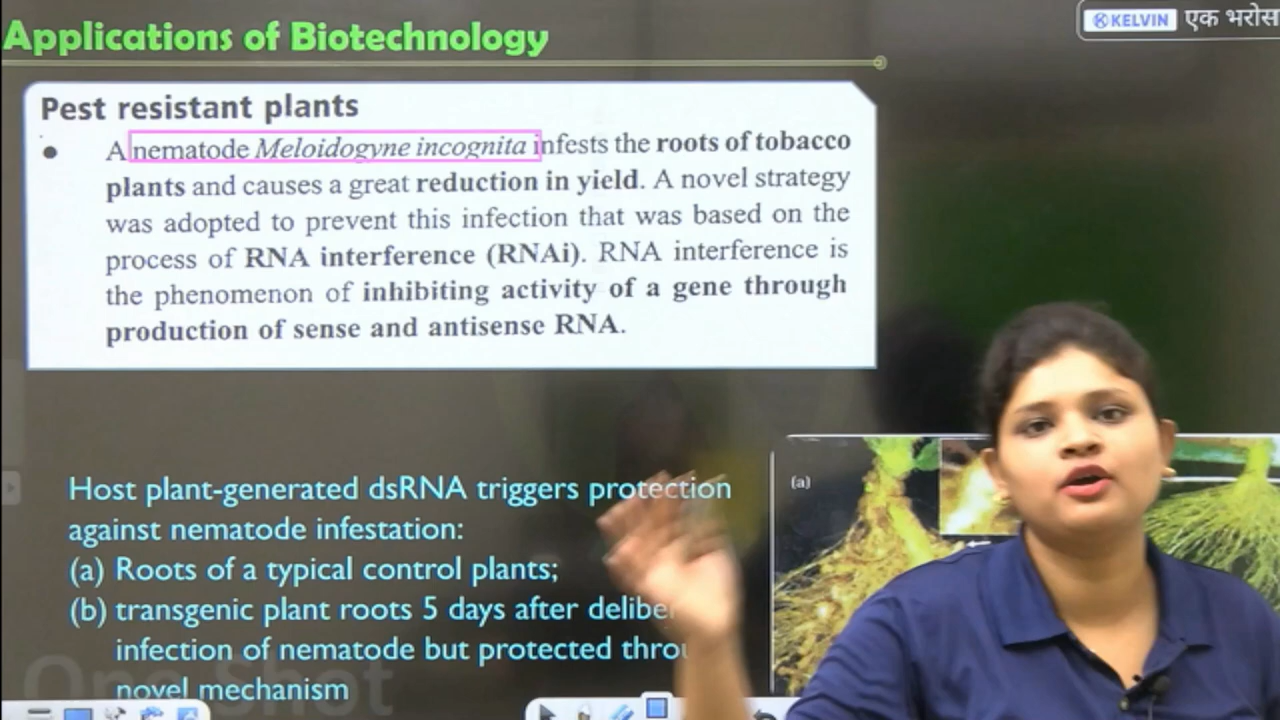 Applications of Biotechnology
KELVIN एक भरोस
Pest resistant plants
• A nematode Meloidogyne incognita infests the roots of tobacco
plants and causes a great reduction in yield. A novel strategy
was adopted to prevent this infection that was based on the
process of RNA interference (RNAi). RNA interference is
the phenomenon of inhibiting activity of a gene through
production of sense and antisense RNA.
Host plant-generated dsRNA triggers protection
against nematode infestation:
(a) Roots of a typical control plants;
(b) transgenic plant roots 5 days after deliber
infection of nematode but protected throu
novel mechanism
(a)
One Shot